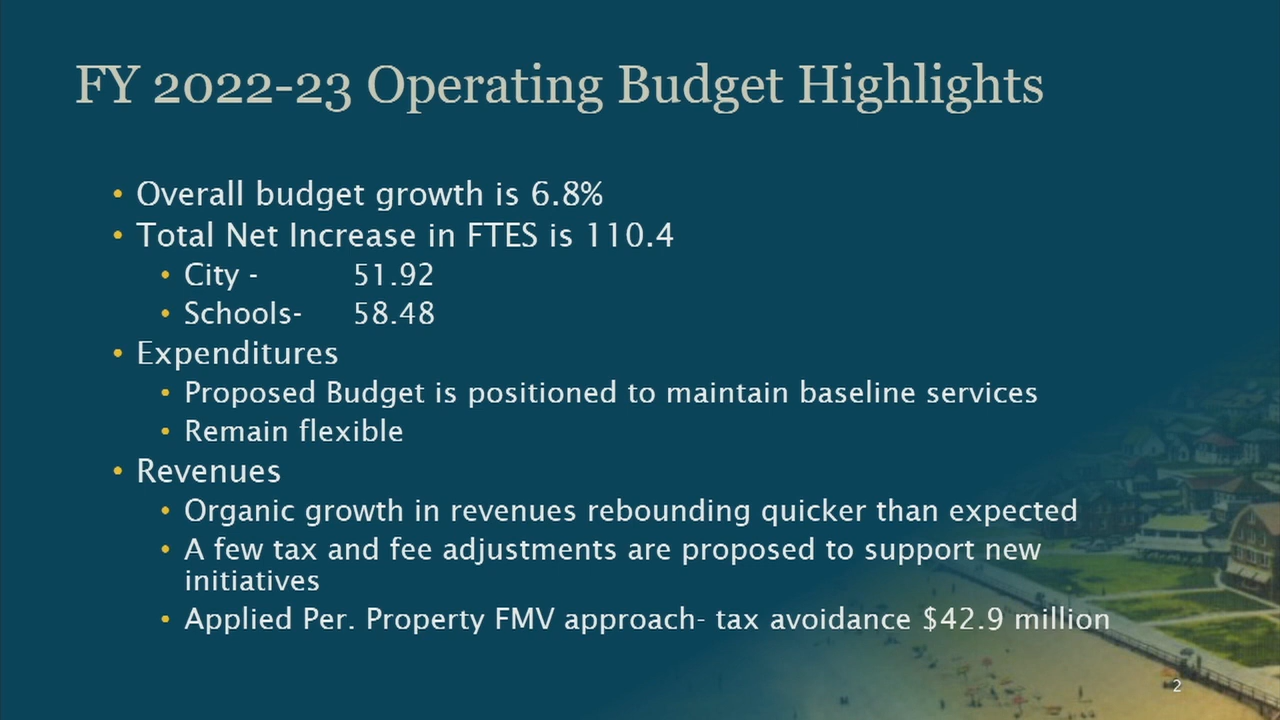 FY 2022-23 Operating Budget Highlights
• Overall budget growth is 6.8%
• Total Net Increase in FTES is 110.4
• City - 51.92
• Schools- 58.48
• Expenditures
• Proposed Budget is positioned to maintain baseline services
• Remain flexible
• Revenues
• Organic growth in revenues rebounding quicker than expected
• A few tax and fee adjustments are proposed to support new
initiatives
• Applied Per. Property FMV approach- tax avoidance $42.9 million
2